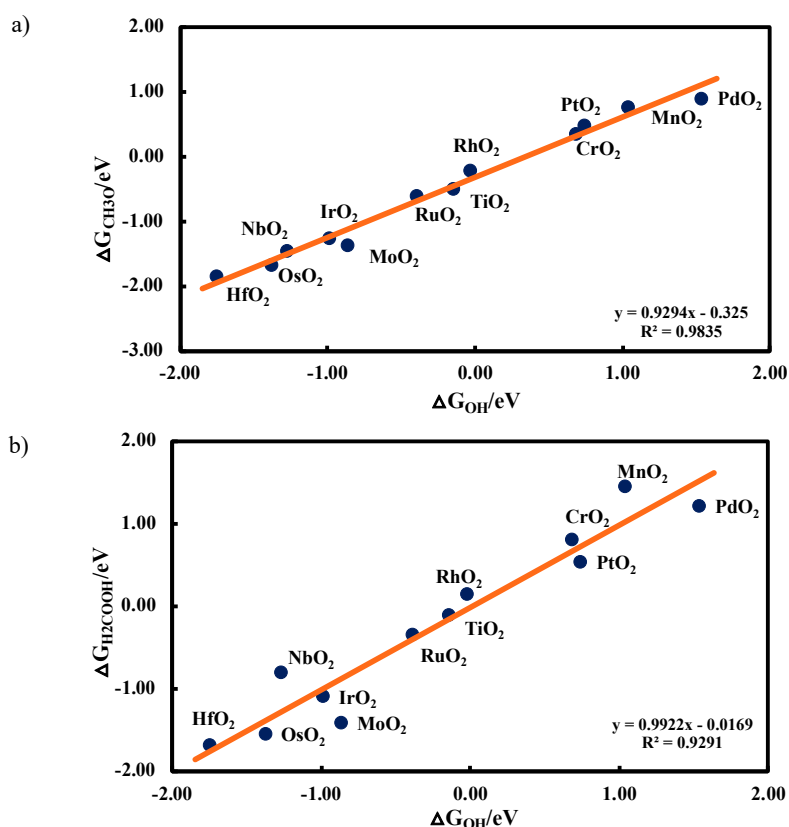 a)
2.00
1.00
0.00
-1.00
-2.00
-3.00
ΔG_CH3O/eV
HfO₂
OsO₂
NbO₂
IrO₂
MoO₂
RuO₂
TiO₂
RhO₂
PtO₂
CrO₂
MnO₂
PdO₂
y = 0.9294x - 0.325
R² = 0.9835
-2.00 -1.00 0.00 1.00 2.00
ΔG_OH/eV
b)
2.00
1.00
0.00
-1.00
-2.00
ΔG_H2COOH/eV
HfO₂
OsO₂
NbO₂
IrO₂
MoO₂
RuO₂
TiO₂
RhO₂
CrO₂
PtO₂
MnO₂
PdO₂
y = 0.9922x - 0.0169
R² = 0.9291
-2.00 -1.00 0.00 1.00 2.00
ΔG_OH/eV